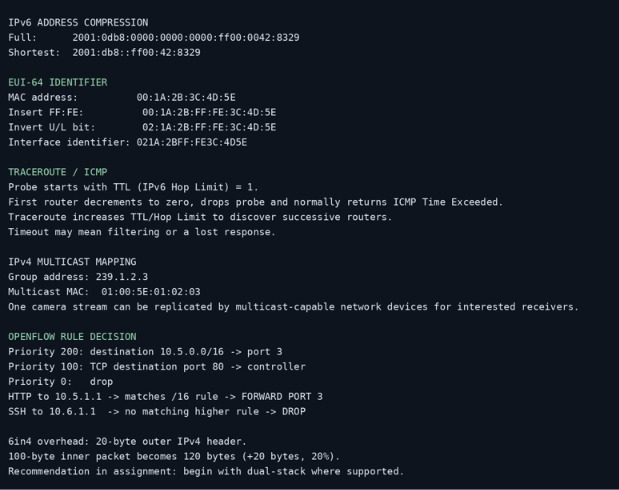 IPv6 ADDRESS COMPRESSION
Full:      2001:0db8:0000:0000:0000:ff00:0042:8329
Shortest:  2001:db8::ff00:42:8329
EUI-64 IDENTIFIER
MAC address:          00:1A:2B:3C:4D:5E
Insert FF:FE:          00:1A:2B:FF:FE:3C:4D:5E
Invert U/L bit:        02:1A:2B:FF:FE:3C:4D:5E
Interface identifier: 021A:2BFF:FE3C:4D5E
TRACEROUTE / ICMP
Probe starts with TTL (IPv6 Hop Limit) = 1.
First router decrements to zero, drops probe and normally returns ICMP Time Exceeded.
Traceroute increases TTL/Hop Limit to discover successive routers.
Timeout may mean filtering or a lost response.
IPv4 MULTICAST MAPPING
Group address: 239.1.2.3
Multicast MAC:  01:00:5E:01:02:03
One camera stream can be replicated by multicast-capable network devices for interested receivers.
OPENFLOW RULE DECISION
Priority 200: destination 10.5.0.0/16 -> port 3
Priority 100: TCP destination port 80 -> controller
Priority 0:   drop
HTTP to 10.5.1.1 -> matches /16 rule -> FORWARD PORT 3
SSH to 10.6.1.1  -> no matching higher rule -> DROP
6in4 overhead: 20-byte outer IPv4 header.
100-byte inner packet becomes 120 bytes (+20 bytes, 20%).
Recommendation in assignment: begin with dual-stack where supported.